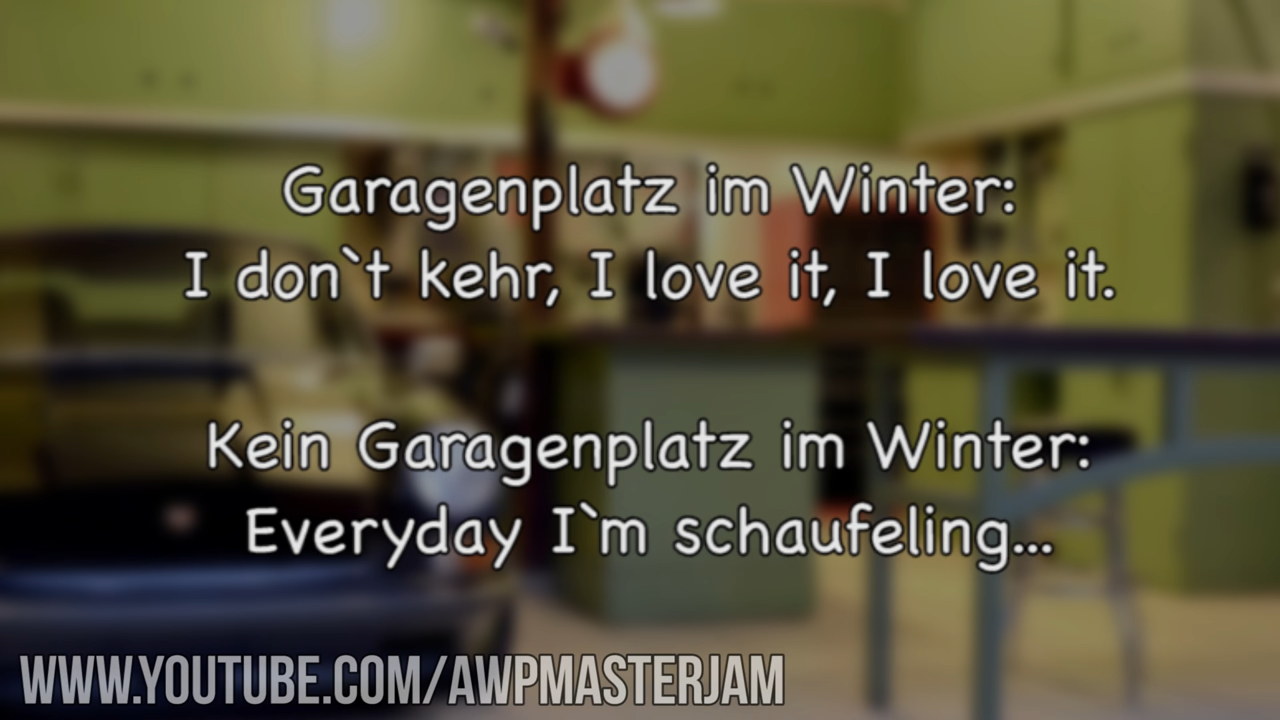 Garagenplatz im Winter:
I don`t kehr, I love it, I love it.
Kein Garagenplatz im Winter:
Everyday I`m schaufeling...
WWW.YOUTUBE.COM/AWPMASTERJAM